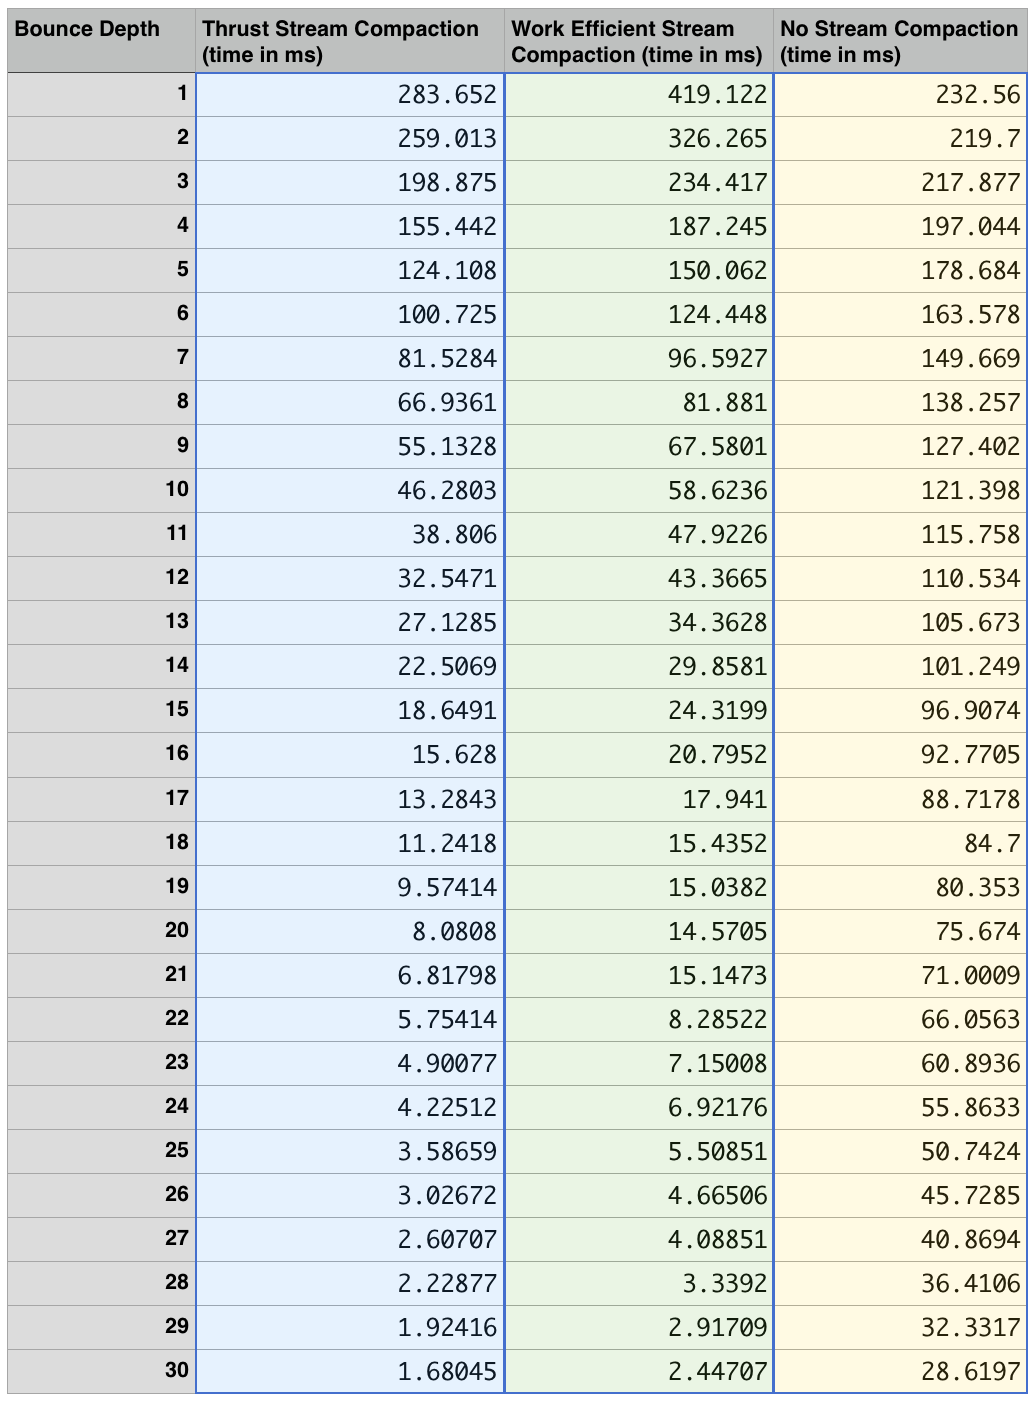 Bounce Depth Thrust Stream Compaction (time in ms) Work Efficient Stream Compaction (time in ms) No Stream Compaction (time in ms)
1 283.652 419.122 232.56
2 259.013 326.265 219.7
3 198.875 234.417 217.877
4 155.442 187.245 197.044
5 124.108 150.062 178.684
6 100.725 124.448 163.578
7 81.5284 96.5927 149.669
8 66.9361 81.881 138.257
9 55.1328 67.5801 127.402
10 46.2803 58.6236 121.398
11 38.806 47.9226 115.758
12 32.5471 43.3665 110.534
13 27.1285 34.3628 105.673
14 22.5069 29.8581 101.249
15 18.6491 24.3199 96.9074
16 15.628 20.7952 92.7705
17 13.2843 17.941 88.7178
18 11.2418 15.4352 84.7
19 9.57414 15.0382 80.353
20 8.0808 14.5705 75.674
21 6.81798 15.1473 71.0009
22 5.75414 8.28522 66.0563
23 4.90077 7.15008 60.8936
24 4.22512 6.92176 55.8633
25 3.58659 5.50851 50.7424
26 3.02672 4.66506 45.7285
27 2.60707 4.08851 40.8694
28 2.22877 3.3392 36.4106
29 1.92416 2.91709 32.3317
30 1.68045 2.44707 28.6197